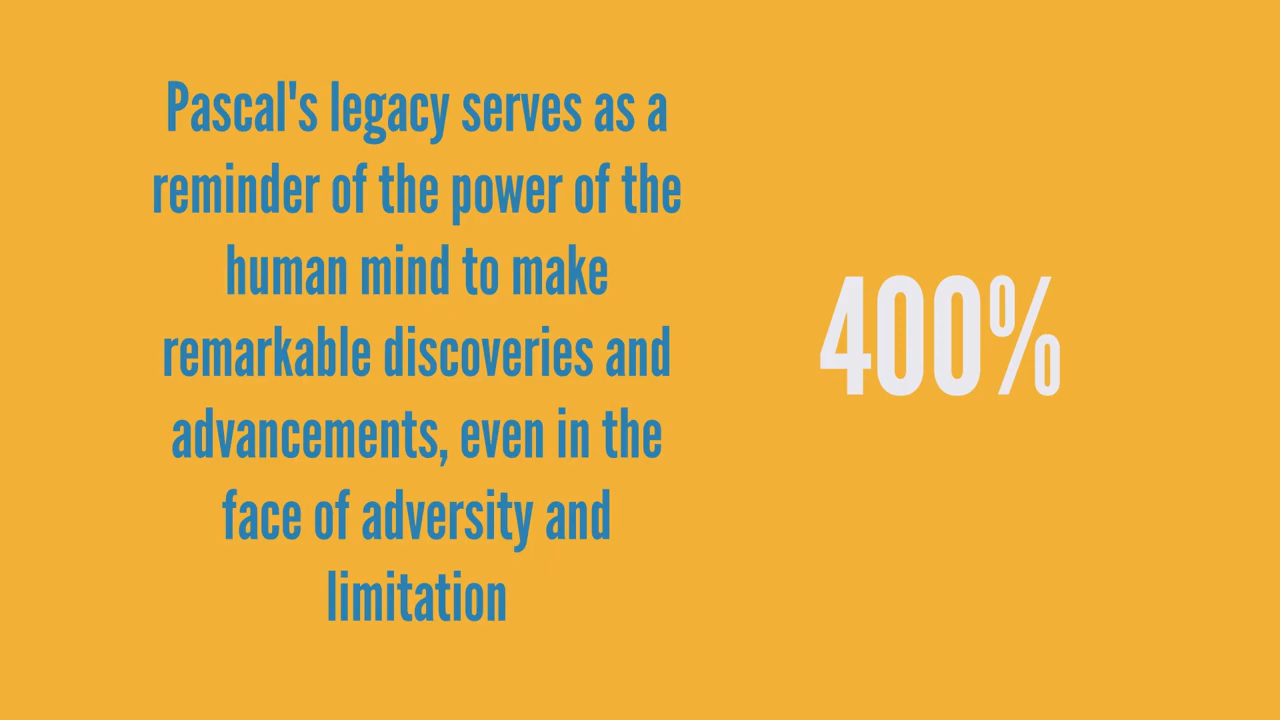 Pascal's legacy serves as a
reminder of the power of the
human mind to make
remarkable discoveries and
advancements, even in the
face of adversity and
limitation
400%